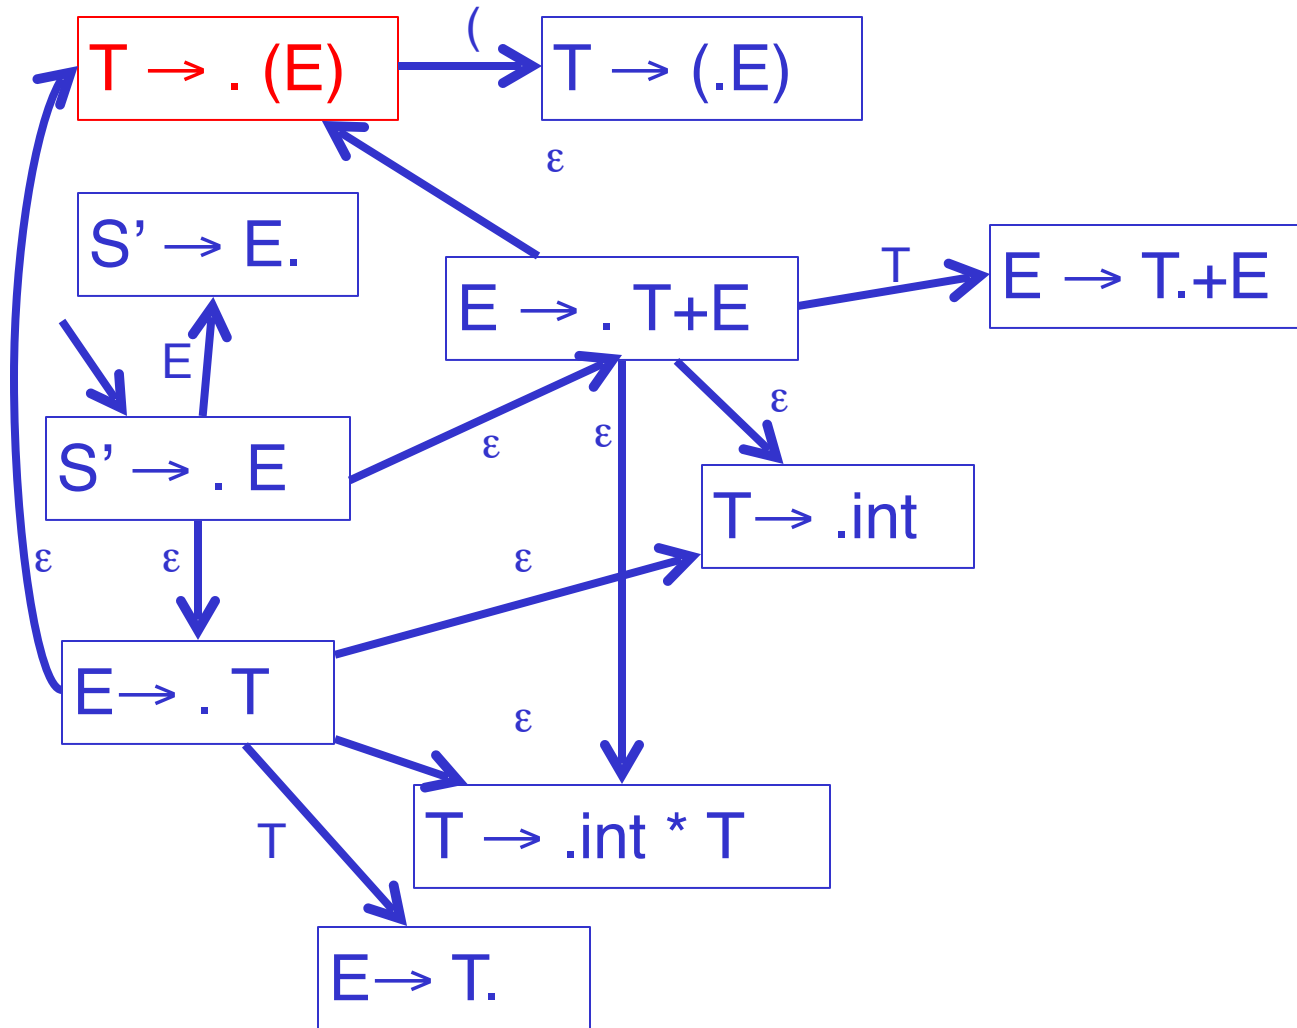 (
T → . (E)
T → (.E)
ε
S’ → E.
T
E → . T+E
E → T.+E
E
ε
ε
ε
S’ → . E
T→ .int
ε
ε
ε
E→ . T
ε
T
T → .int * T
E→ T.